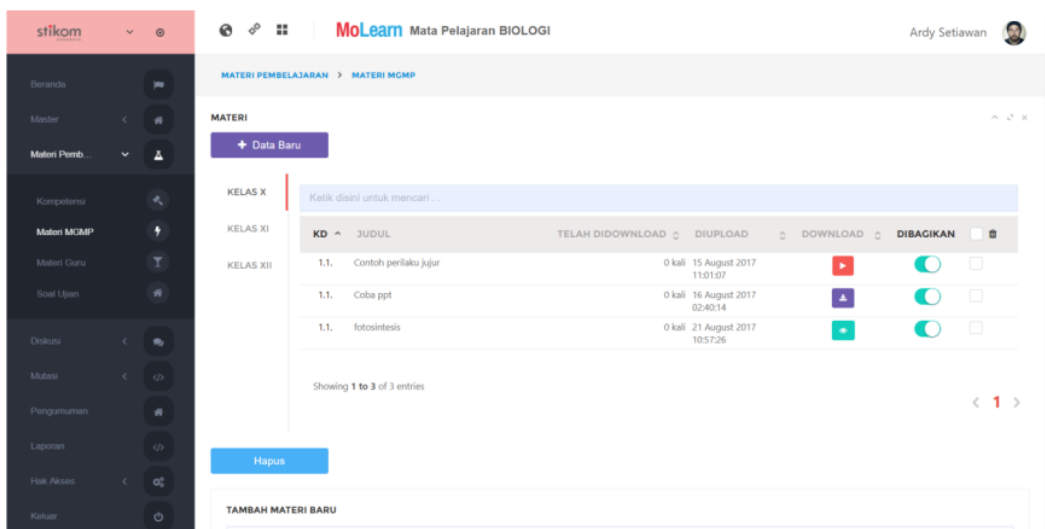 stikom
MoLearn Mata Pelajaran BIOLOGI
Ardy Setiawan
Beranda
Master
Materi Pemb...
Kompetensi
Materi MGMP
Materi Guru
Soal Ujian
Diskusi
Mutasi
Pengumuman
Laporan
Hak Akses
Keluar
MATERI PEMBELAJARAN > MATERI MGMP
MATERI
+ Data Baru
KELAS X
KELAS XI
KELAS XII
Ketik disini untuk mencari . .
KD JUDUL TELAH DIDOWNLOAD DIUPLOAD DOWNLOAD DIBAGIKAN
1.1. Contoh perilaku jujur 0 kali 15 August 2017
11:01:07
1.1. Coba ppt 0 kali 16 August 2017
02:40:14
1.1. fotosintesis 0 kali 21 August 2017
10:57:26
Showing 1 to 3 of 3 entries
< 1 >
Hapus
TAMBAH MATERI BARU